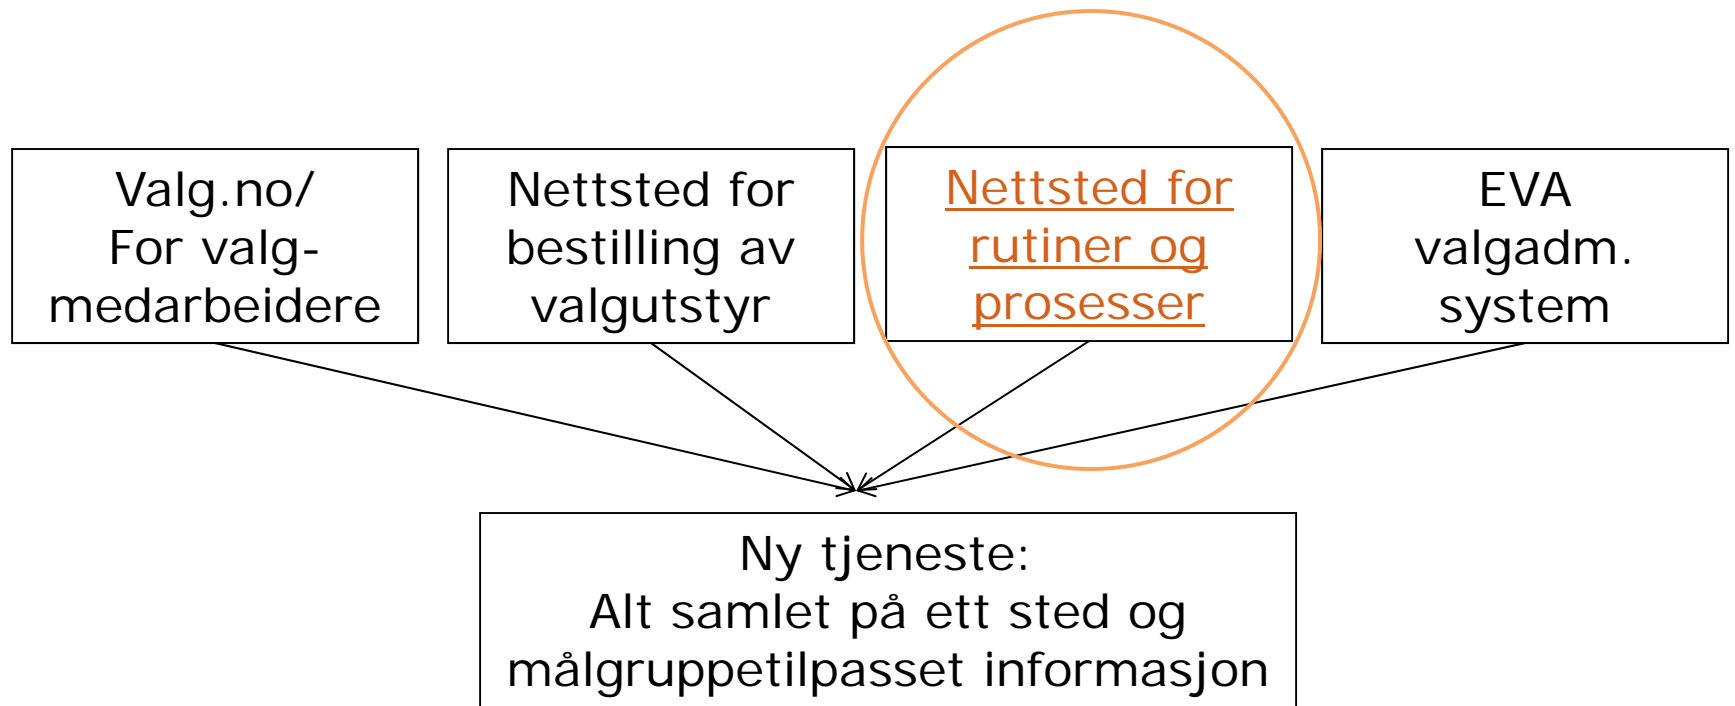 Valg.no/
For valg-
medarbeidere
Nettsted for
bestilling av
valgutstyr
Nettsted for
rutiner og
prosesser
EVA
valgadm.
system
Ny tjeneste:
Alt samlet på ett sted og
målgruppetilpasset informasjon